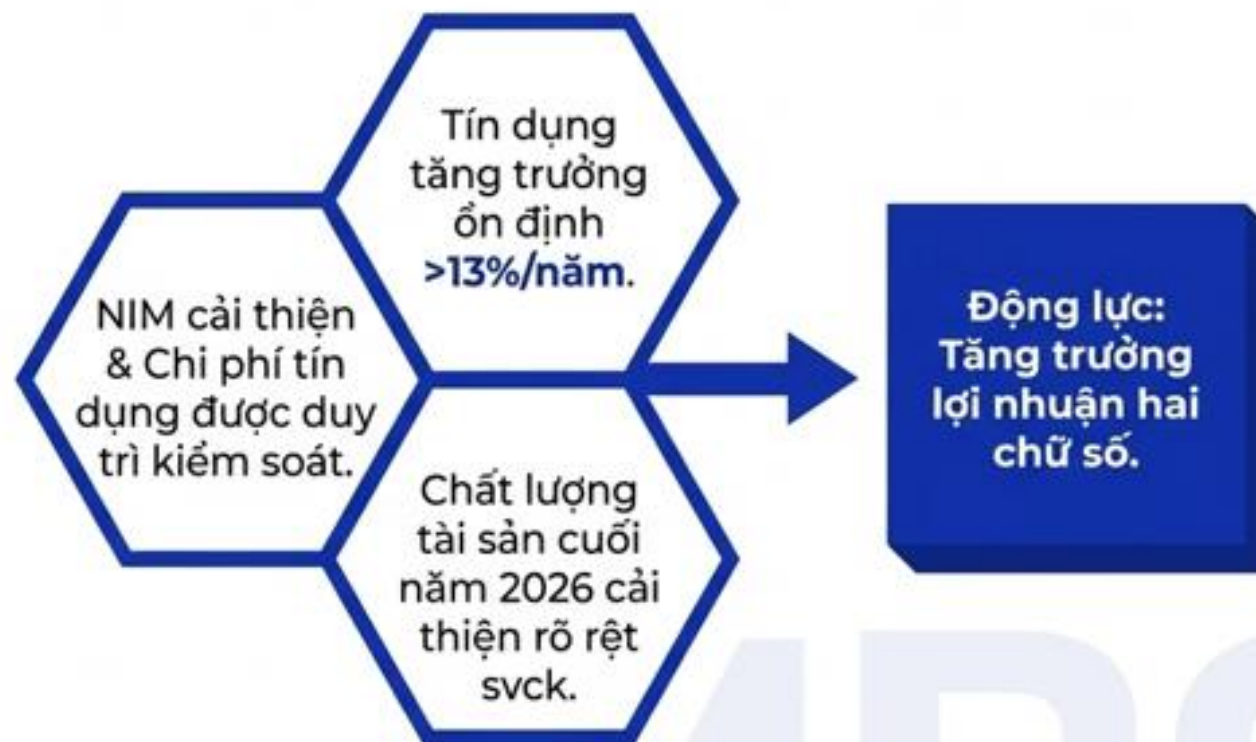 Tín dụng
tăng trưởng
ổn định
>13%/năm.
NIM cải thiện
& Chi phí tín
dụng được duy
trì kiểm soát.
Chất lượng
tài sản cuối
năm 2026 cải
thiện rõ rệt
svck.
Động lực:
Tăng trưởng
lợi nhuận hai
chữ số.